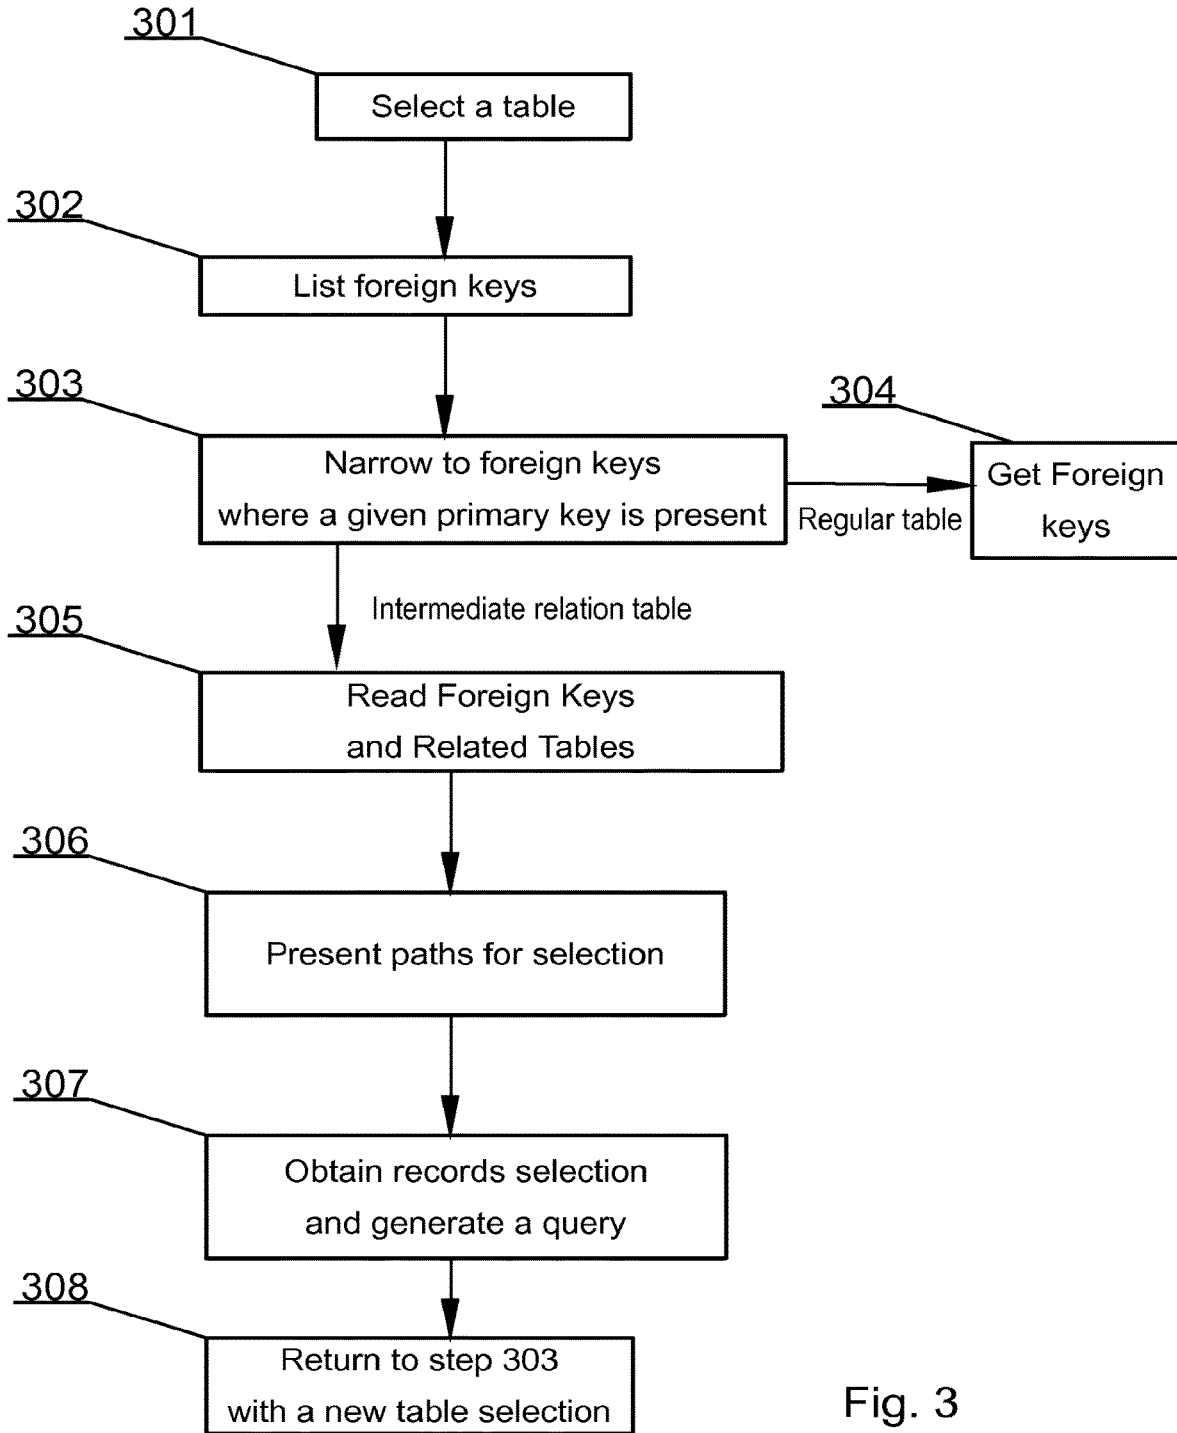 301
Select a table
302
List foreign keys
303
Narrow to foreign keys
where a given primary key is present
304
Get Foreign
keys
Regular table
Intermediate relation table
305
Read Foreign Keys
and Related Tables
306
Present paths for selection
307
Obtain records selection
and generate a query
308
Return to step 303
with a new table selection
Fig. 3